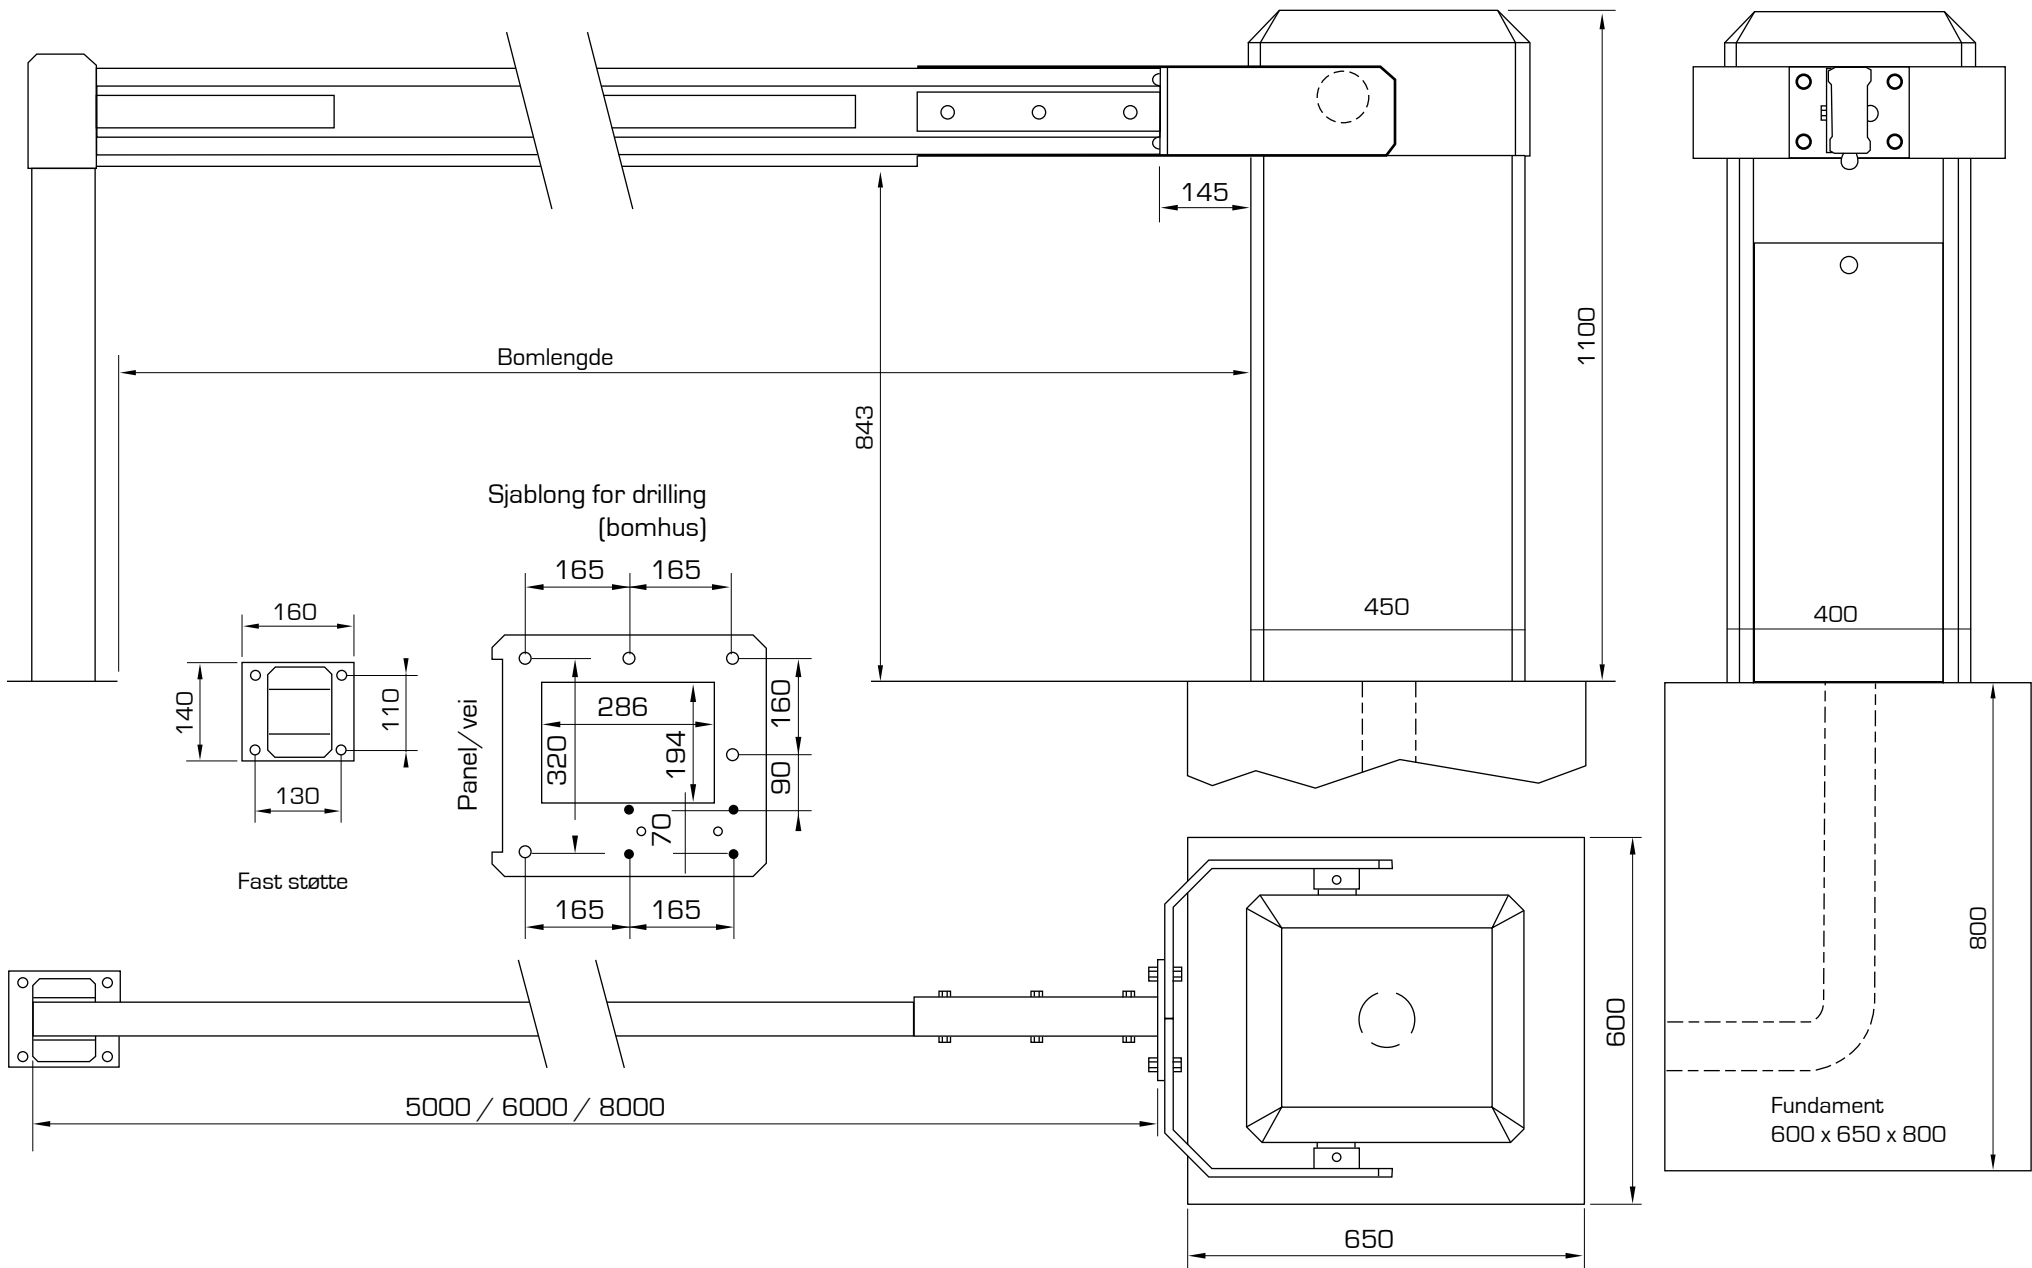 145
1100
Bomlengde
843
Sjablong for drilling
(bomhus)
165
165
160
450
400
140
110
130
Panel/vei
286
320
194
160
90
70
Fast støtte
165
165
5000 / 6000 / 8000
600
650
800
Fundament
600 x 650 x 800